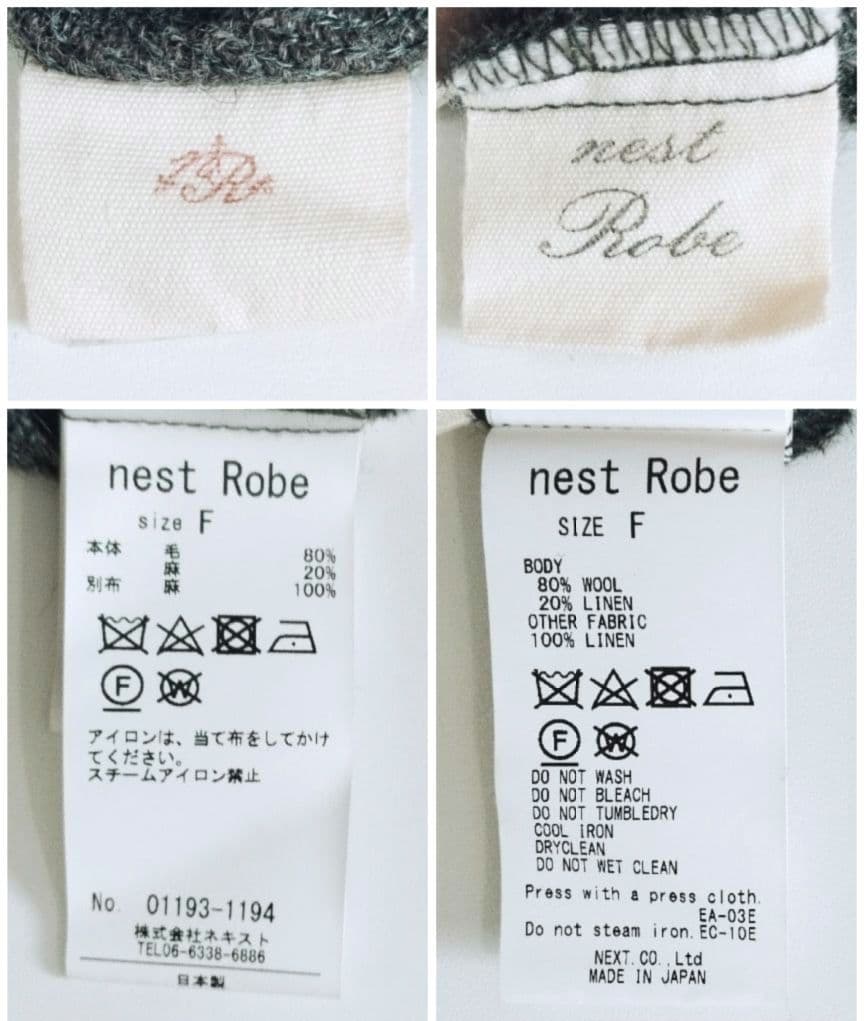 nR
nest
Robe
nest Robe
size F
本体 毛 80%
麻 20%
別布 麻 100%
F
W
アイロンは、当て布をしてかけ
てください。
スチームアイロン禁止
No. 01193-1194
株式会社ネキスト
TEL06-6338-6886
日本製
nest Robe
SIZE F
BODY
80% WOOL
20% LINEN
OTHER FABRIC
100% LINEN
F
W
DO NOT WASH
DO NOT BLEACH
DO NOT TUMBLEDRY
COOL IRON
DRYCLEAN
DO NOT WET CLEAN
Press with a press cloth.
EA-03E
Do not steam iron. EC-10E
NEXT. CO., Ltd
MADE IN JAPAN